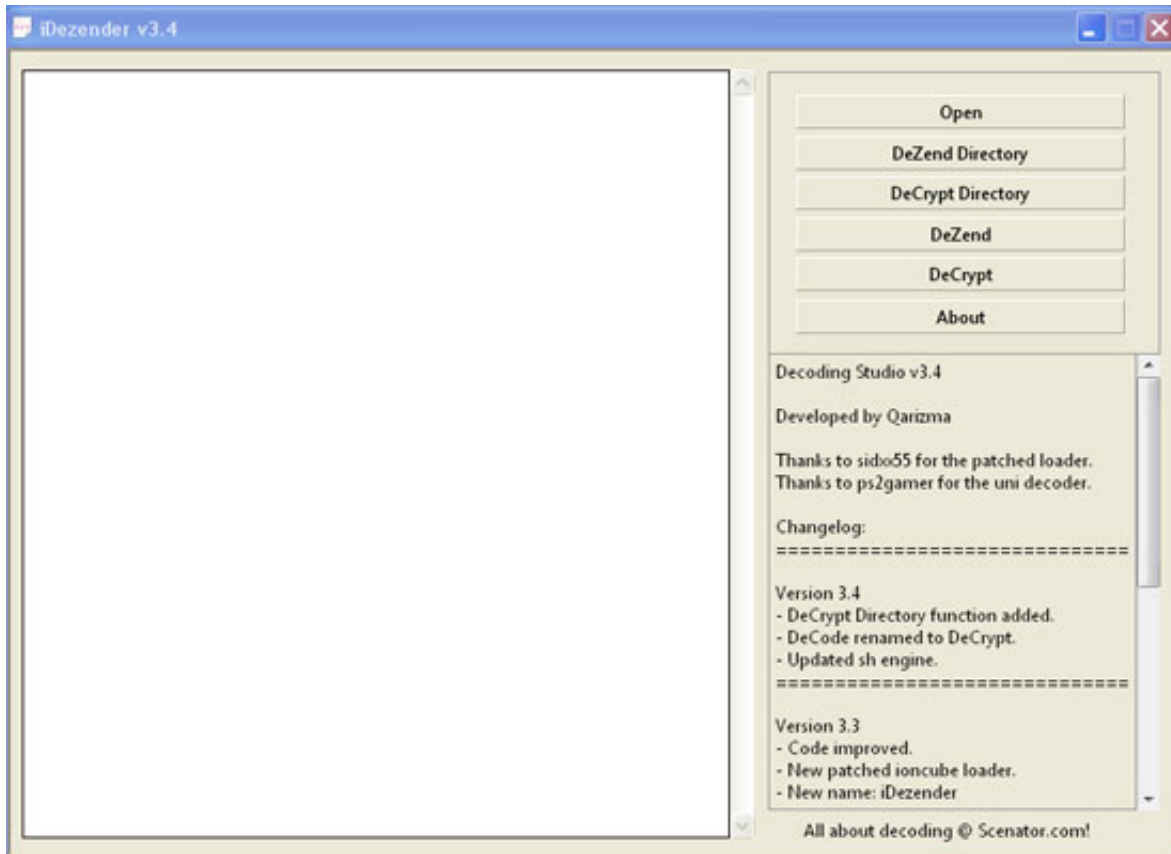 iDezender v3.4
Open
DeZend Directory
DeCrypt Directory
DeZend
DeCrypt
About
Decoding Studio v3.4
Developed by Qarizma
Thanks to sidxx55 for the patched loader.
Thanks to ps2gamer for the uni decoder.
Changelog:
==============================
Version 3.4
- DeCrypt Directory function added.
- DeCode renamed to DeCrypt.
- Updated sh engine.
==============================
Version 3.3
- Code improved.
- New patched ioncube loader.
- New name: iDezender
All about decoding @ Scenator.com!